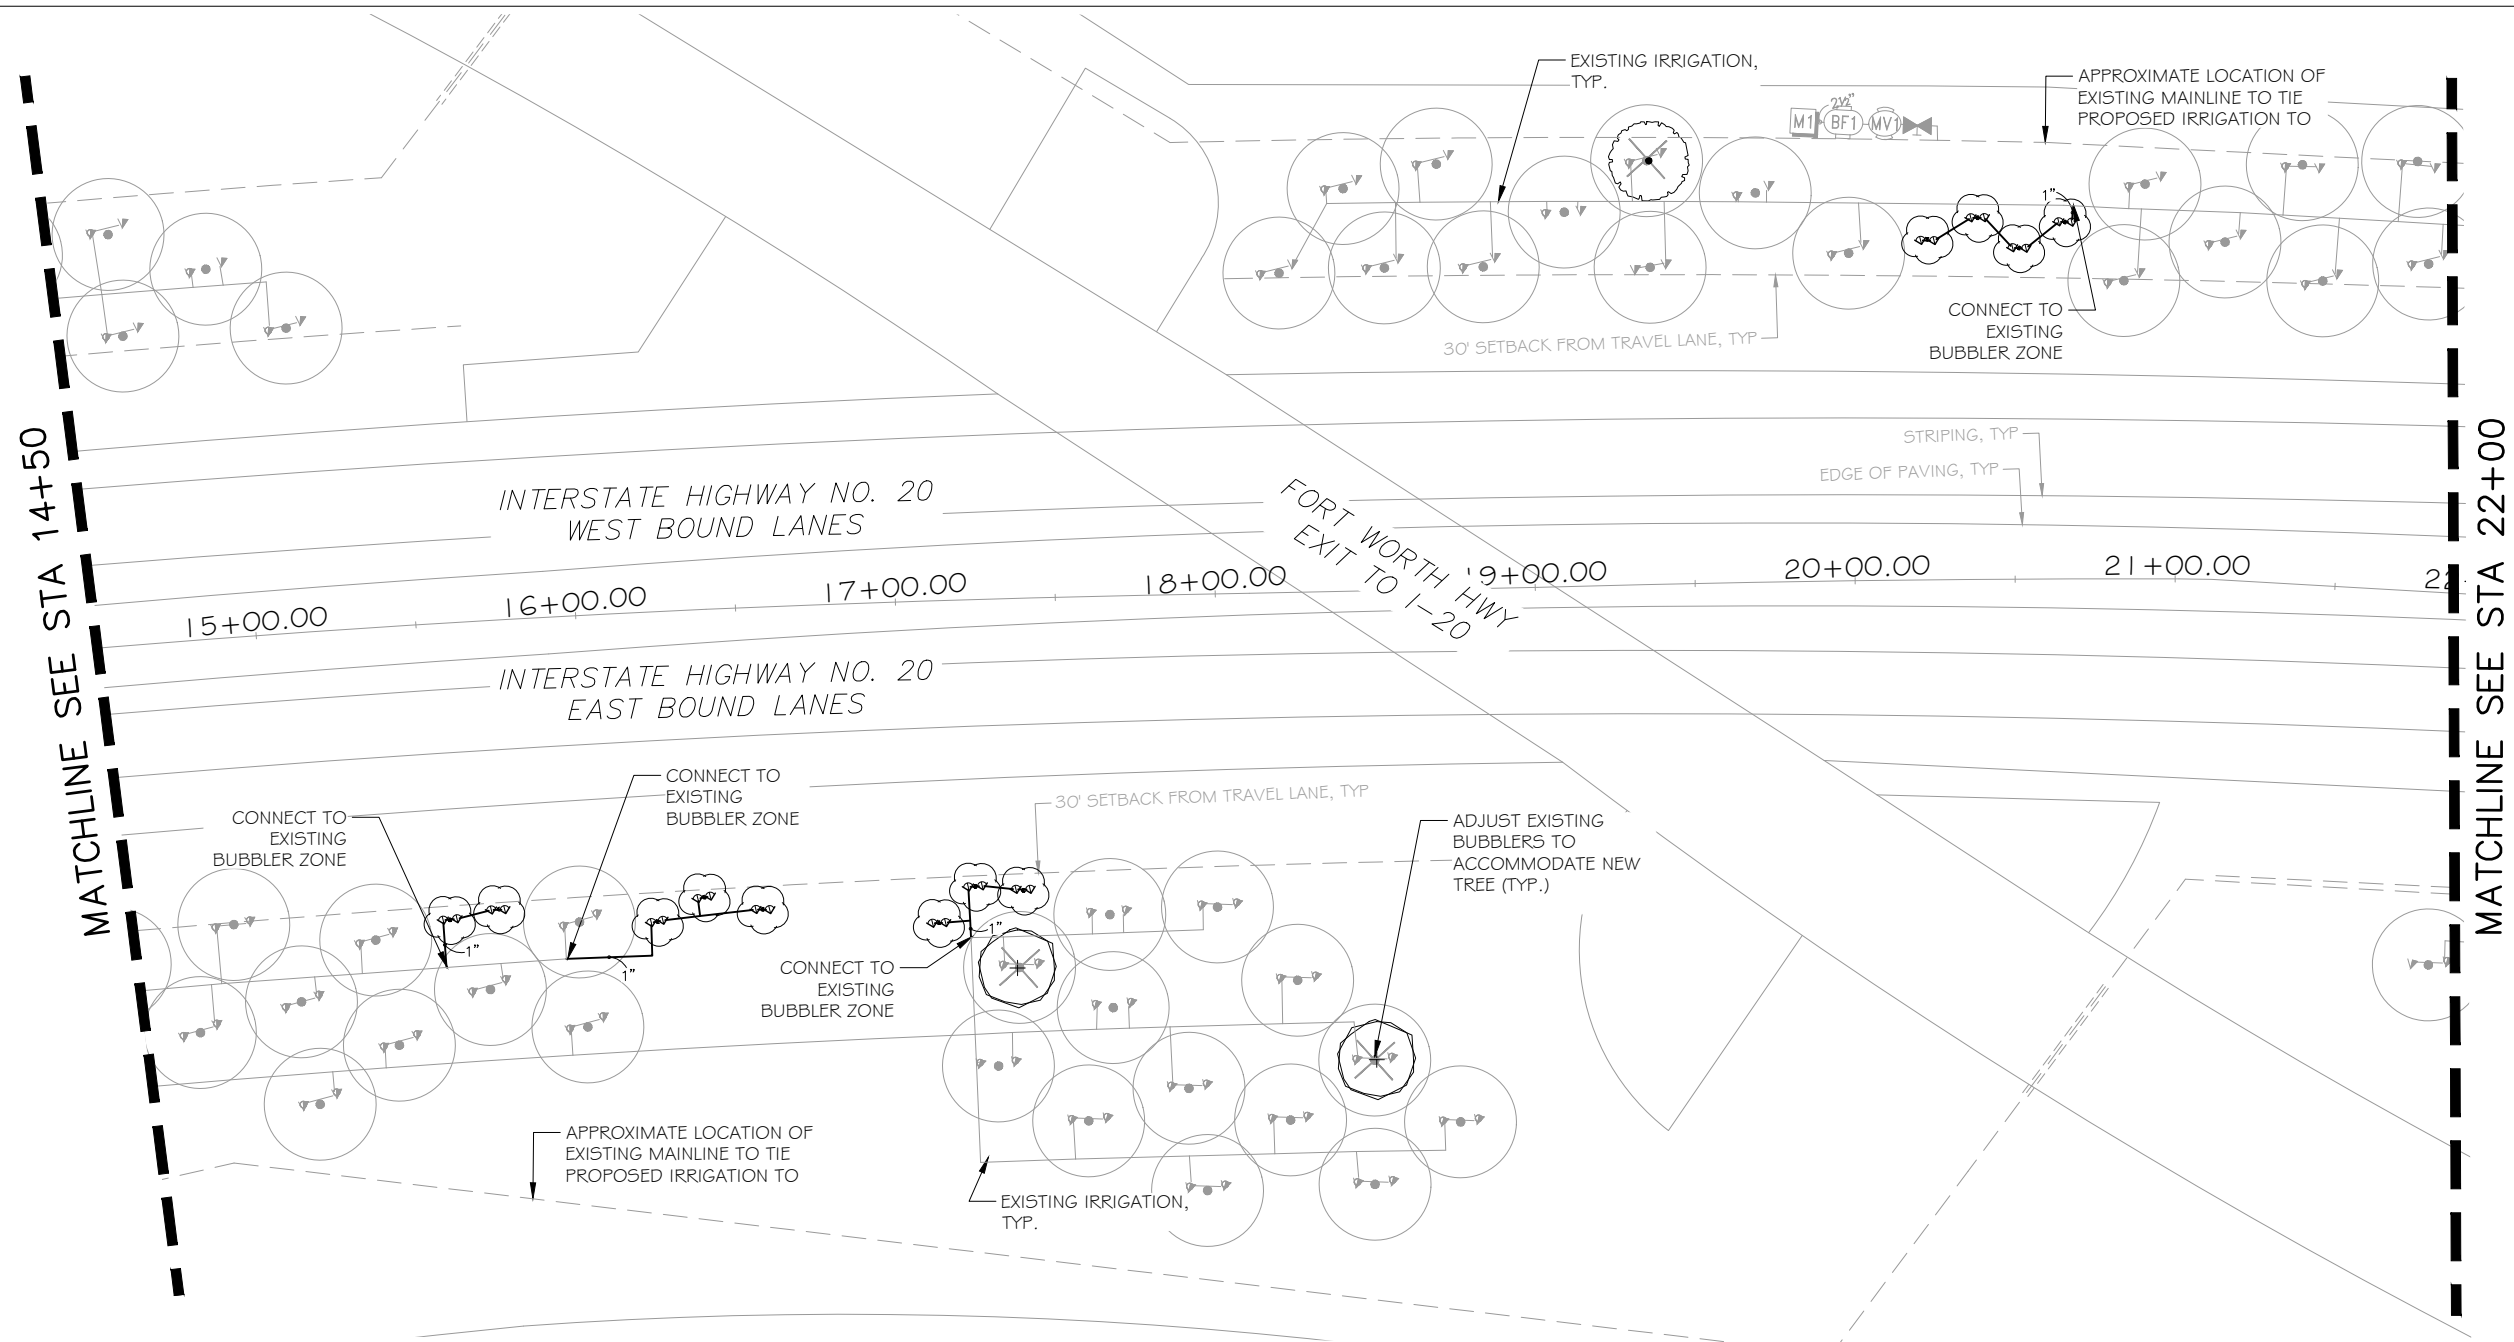 EXISTING IRRIGATION,
TYP.
APPROXIMATE LOCATION OF
EXISTING MAINLINE TO TIE
PROPOSED IRRIGATION TO
2½"
M1
BF1
MV1
1"
CONNECT TO
EXISTING
BUBBLER ZONE
30' SETBACK FROM TRAVEL LANE, TYP
STRIPING, TYP
EDGE OF PAVING, TYP
MATCHLINE SEE STA 14+50
MATCHLINE SEE STA 22+00
INTERSTATE HIGHWAY NO. 20
WEST BOUND LANES
FORT WORTH HWY
EXIT TO I-20
15+00.00
16+00.00
17+00.00
18+00.00
'9+00.00
20+00.00
21+00.00
22
INTERSTATE HIGHWAY NO. 20
EAST BOUND LANES
CONNECT TO
EXISTING
BUBBLER ZONE
CONNECT TO
EXISTING
BUBBLER ZONE
30' SETBACK FROM TRAVEL LANE, TYP
ADJUST EXISTING
BUBBLERS TO
ACCOMMODATE NEW
TREE (TYP.)
1"
1"
1"
CONNECT TO
EXISTING
BUBBLER ZONE
APPROXIMATE LOCATION OF
EXISTING MAINLINE TO TIE
PROPOSED IRRIGATION TO
EXISTING IRRIGATION,
TYP.